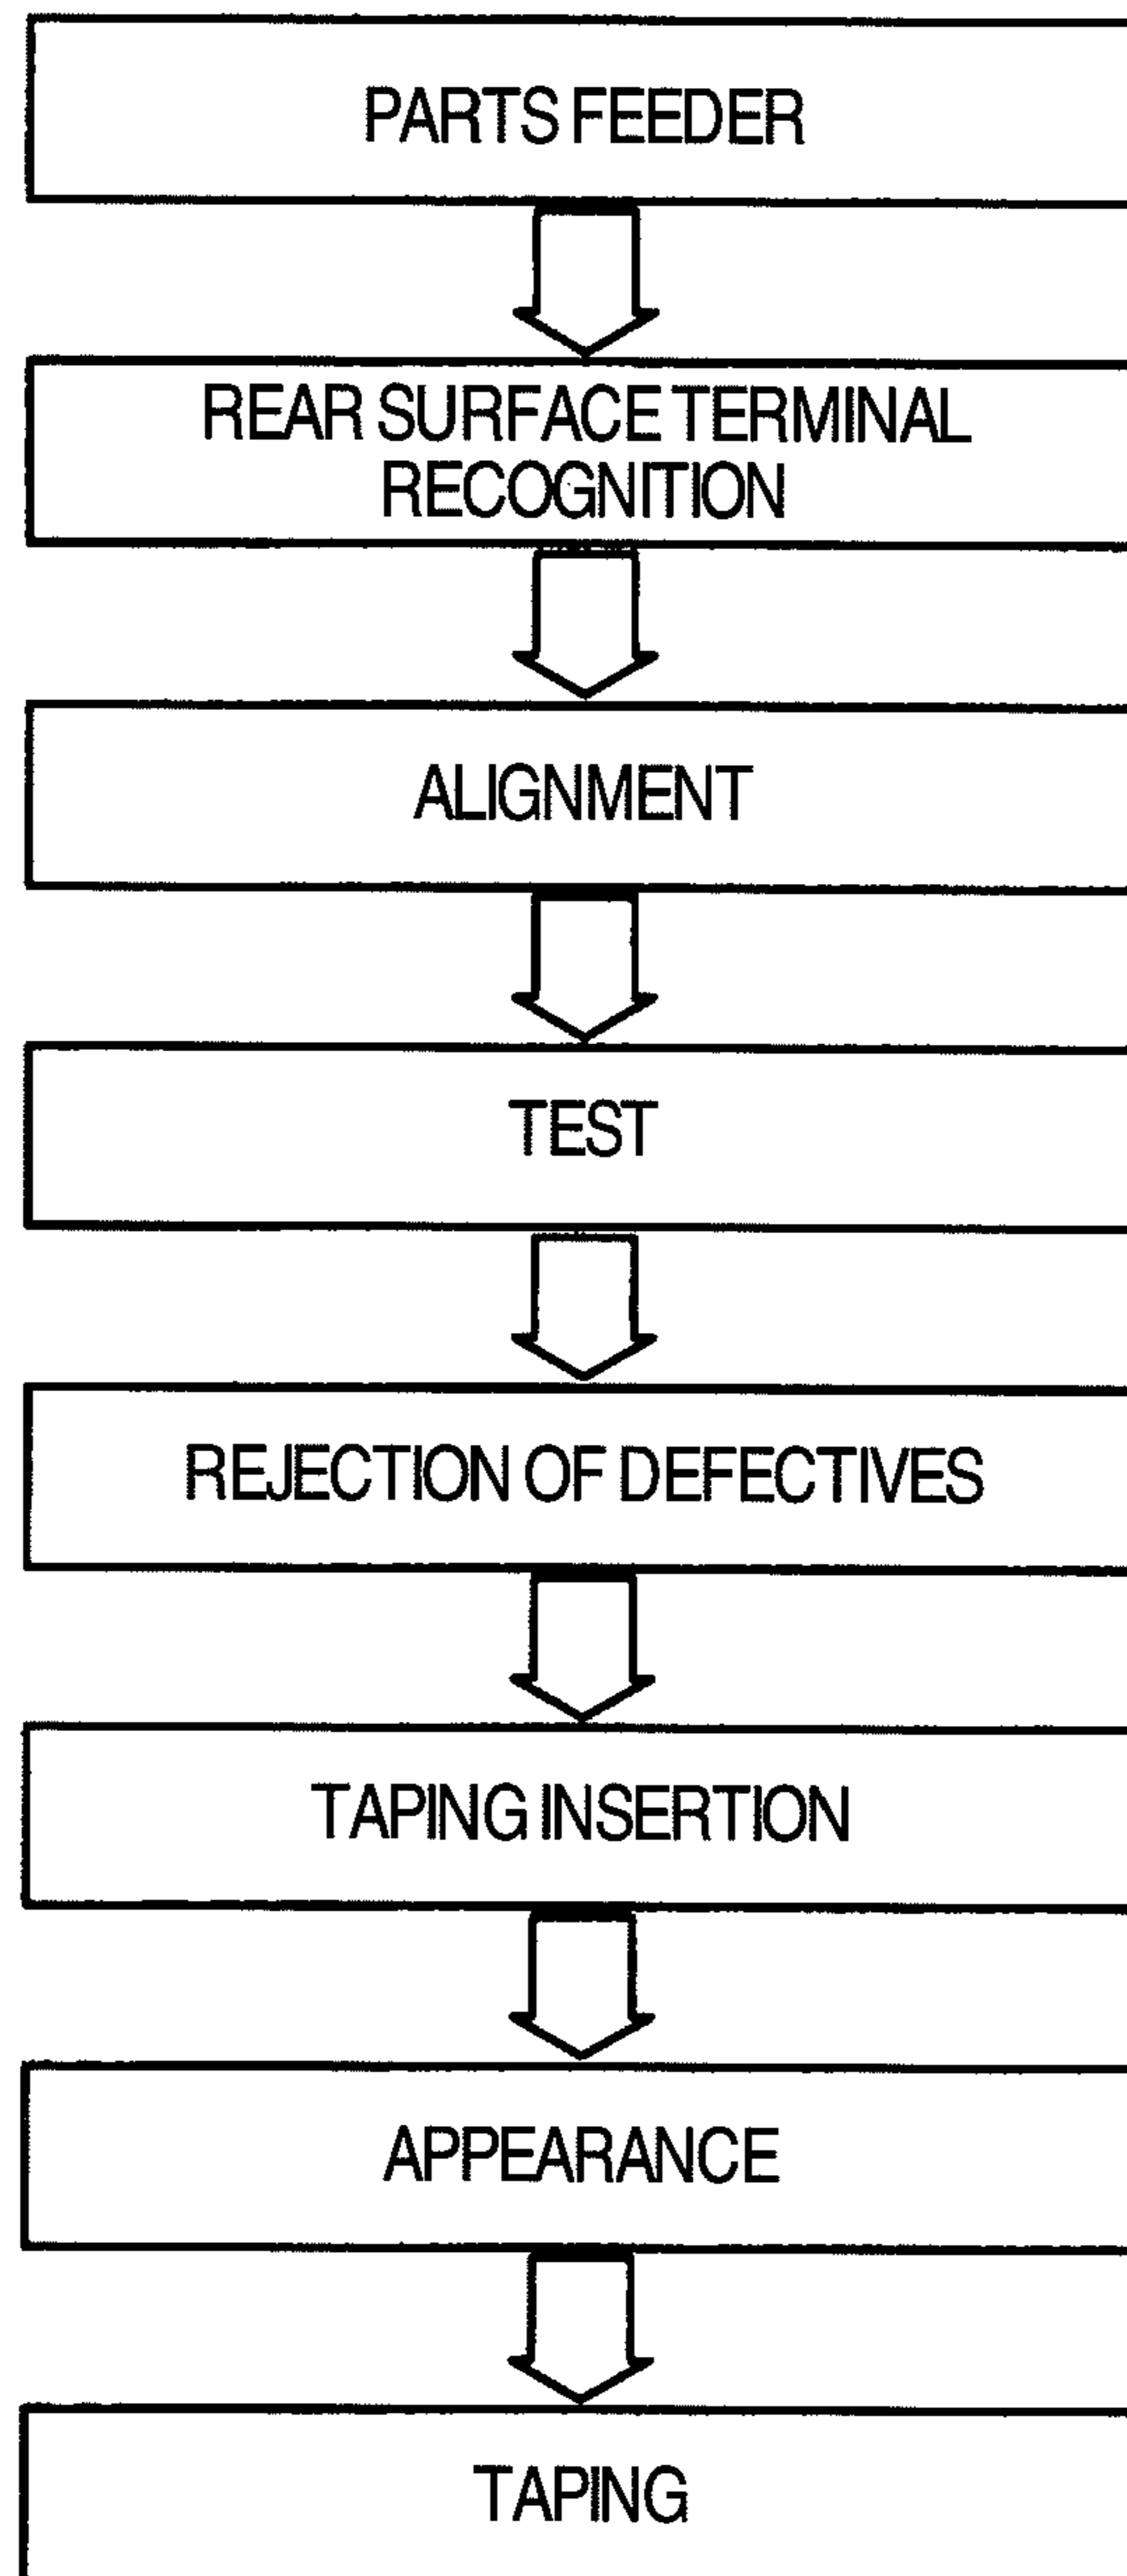 PARTS FEEDER
REAR SURFACE TERMINAL
RECOGNITION
ALIGNMENT
TEST
REJECTION OF DEFECTIVES
TAPING INSERTION
APPEARANCE
TAPING